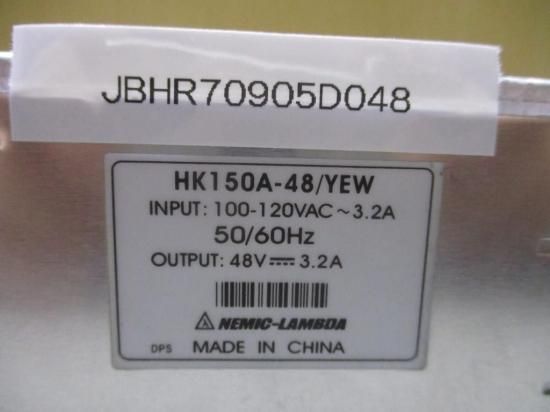 JBHR70905D048
HK150A-48/YEW
INPUT: 100-120VAC~3.2A
50/60Hz
OUTPUT: 48V⎓3.2A
NEMIC-LAMBDA
DPS MADE IN CHINA